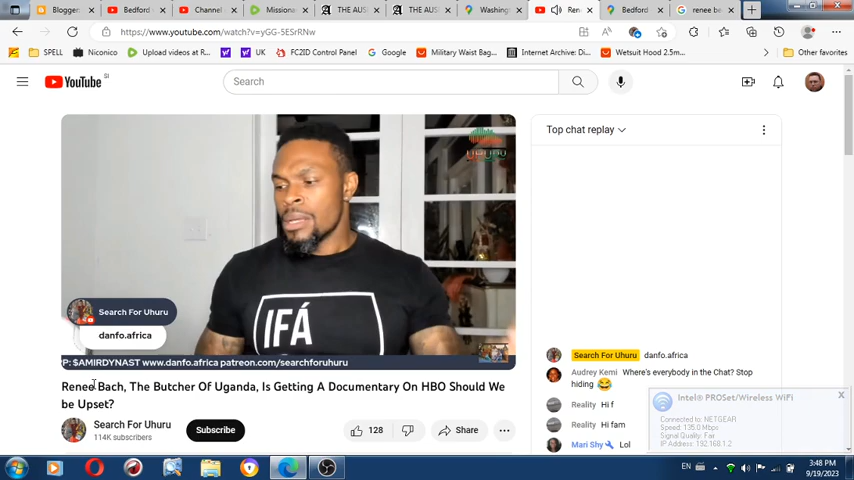 Blogger:
Bedford -
Channel
Missiona
THE AUS
THE AUS
Washing
Rene
Bedford
renee be
https://www.youtube.com/watch?v=yGG-5ESrRNw
SPELL
Niconico
Upload videos at R...
UK
FC2ID Control Panel
Google
Military Waist Bag...
Internet Archive: Di...
Wetsuit Hood 2.5m...
Other favorites
YouTube SI
Search
UHURU
IFÁ
Search For Uhuru
danfo.africa
P: $AMIRDYNAST www.danfo.africa patreon.com/searchforuhuru
Renee Bach, The Butcher Of Uganda, Is Getting A Documentary On HBO Should We
be Upset?
Search For Uhuru
114K subscribers
Subscribe
128
Share
Top chat replay
Search For Uhuru danfo.africa
Audrey Kemi Where's everybody in the Chat? Stop
hiding
Reality Hi f
Reality Hi fam
Mari Shy Lol
Intel® PROSet/Wireless WiFi
Connected to: NETGEAR
Speed: 135.0 Mbps
Signal Quality: Fair
IP Address: 192.168.1.2
EN
3:48 PM
9/19/2023